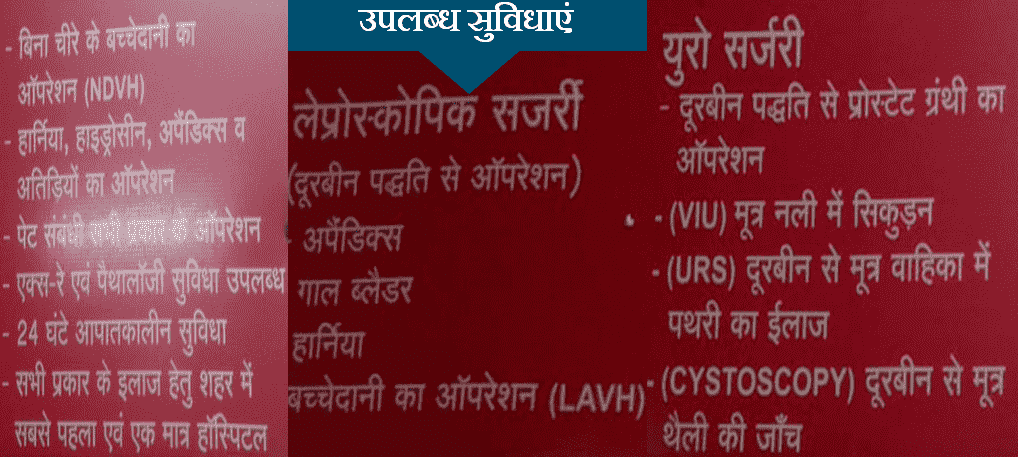 उपलब्ध सुविधाएं
- बिना चीरे के बच्चेदानी का
ऑपरेशन (NDVH)
- हार्निया, हाइड्रोसीन, अपैंडिक्स व
अतिड़ियों का ऑपरेशन
- पेट संबंधी सभी प्रकार के ऑपरेशन
- एक्स-रे एवं पैथालॉजी सुविधा उपलब्ध
- 24 घंटे आपातकालीन सुविधा
- सभी प्रकार के इलाज हेतु शहर में
सबसे पहला एवं एक मात्र हॉस्पिटल
लेप्रोस्कोपिक सर्जरी
(दूरबीन पद्धति से ऑपरेशन)
- अपैंडिक्स
गाल ब्लैडर
हार्निया
बच्चेदानी का ऑपरेशन (LAVH)
युरो सर्जरी
- दूरबीन पद्धति से प्रोस्टेट ग्रंथी का
ऑपरेशन
- (VIU) मूत्र नली में सिकुड़न
- (URS) दूरबीन से मूत्र वाहिका में
पथरी का ईलाज
- (CYSTOSCOPY) दूरबीन से मूत्र
थैली की जाँच